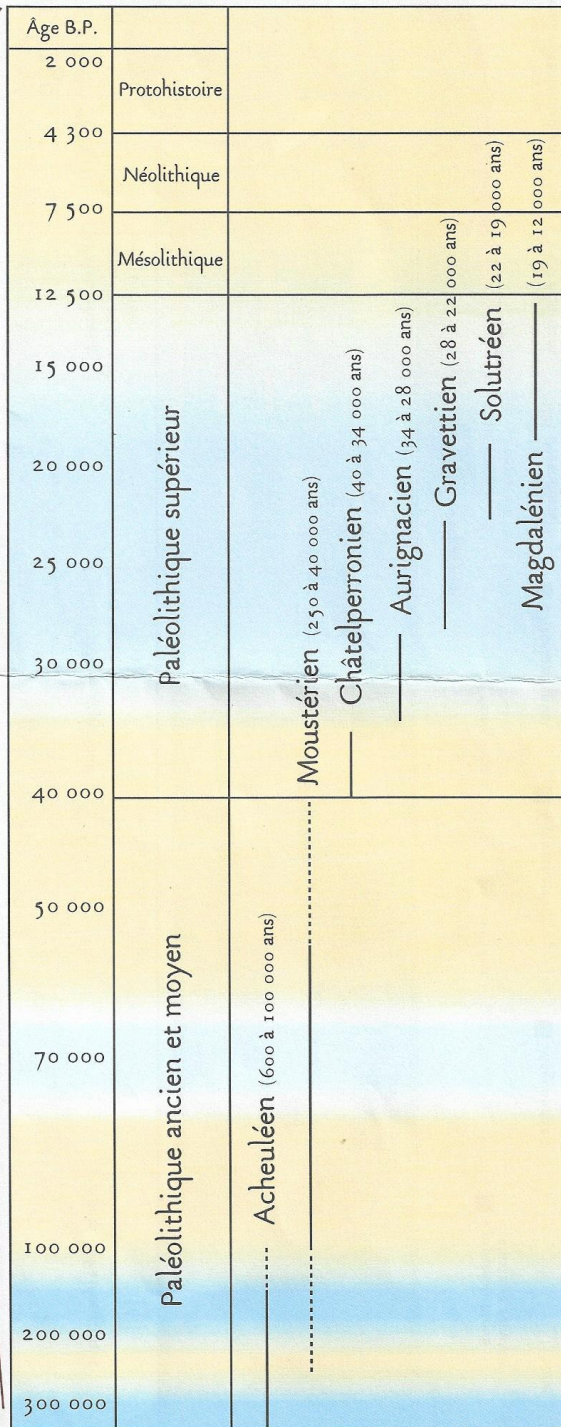 Âge B.P.
2 000
Protohistoire
4 300
Néolithique
7 500
Mésolithique
12 500
15 000
20 000
25 000
30 000
40 000
50 000
70 000
100 000
200 000
300 000
Paléolithique supérieur
Paléolithique ancien et moyen
Acheuléen (600 à 100 000 ans)
Moustérien (250 à 40 000 ans)
Châtelperronien (40 à 34 000 ans)
Aurignacien (34 à 28 000 ans)
Gravettien (28 à 22 000 ans)
Solutréen (22 à 19 000 ans)
Magdalénien (19 à 12 000 ans)